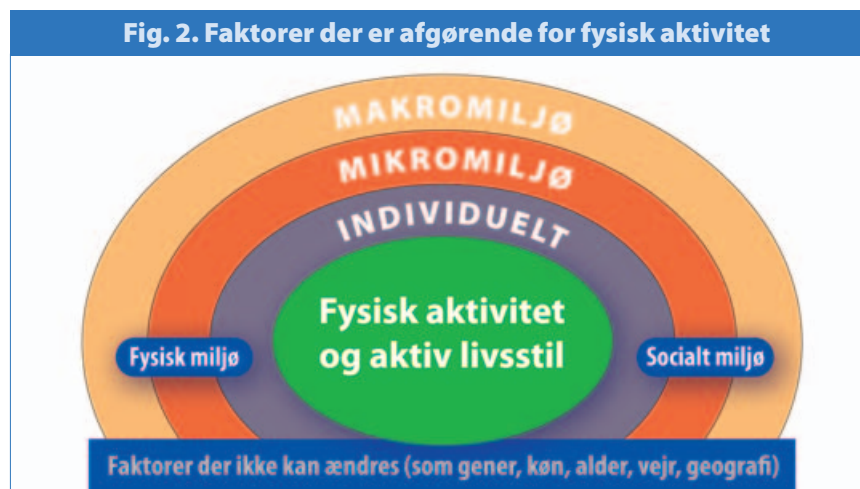 Fig. 2. Faktorer der er afgørende for fysisk aktivitet
MAKROMILJØ
MIKROMILJØ
INDIVIDUELT
Fysisk aktivitet
og aktiv livsstil
Fysisk miljø
Socialt miljø
Faktorer der ikke kan ændres (som gener, køn, alder, vejr, geografi)